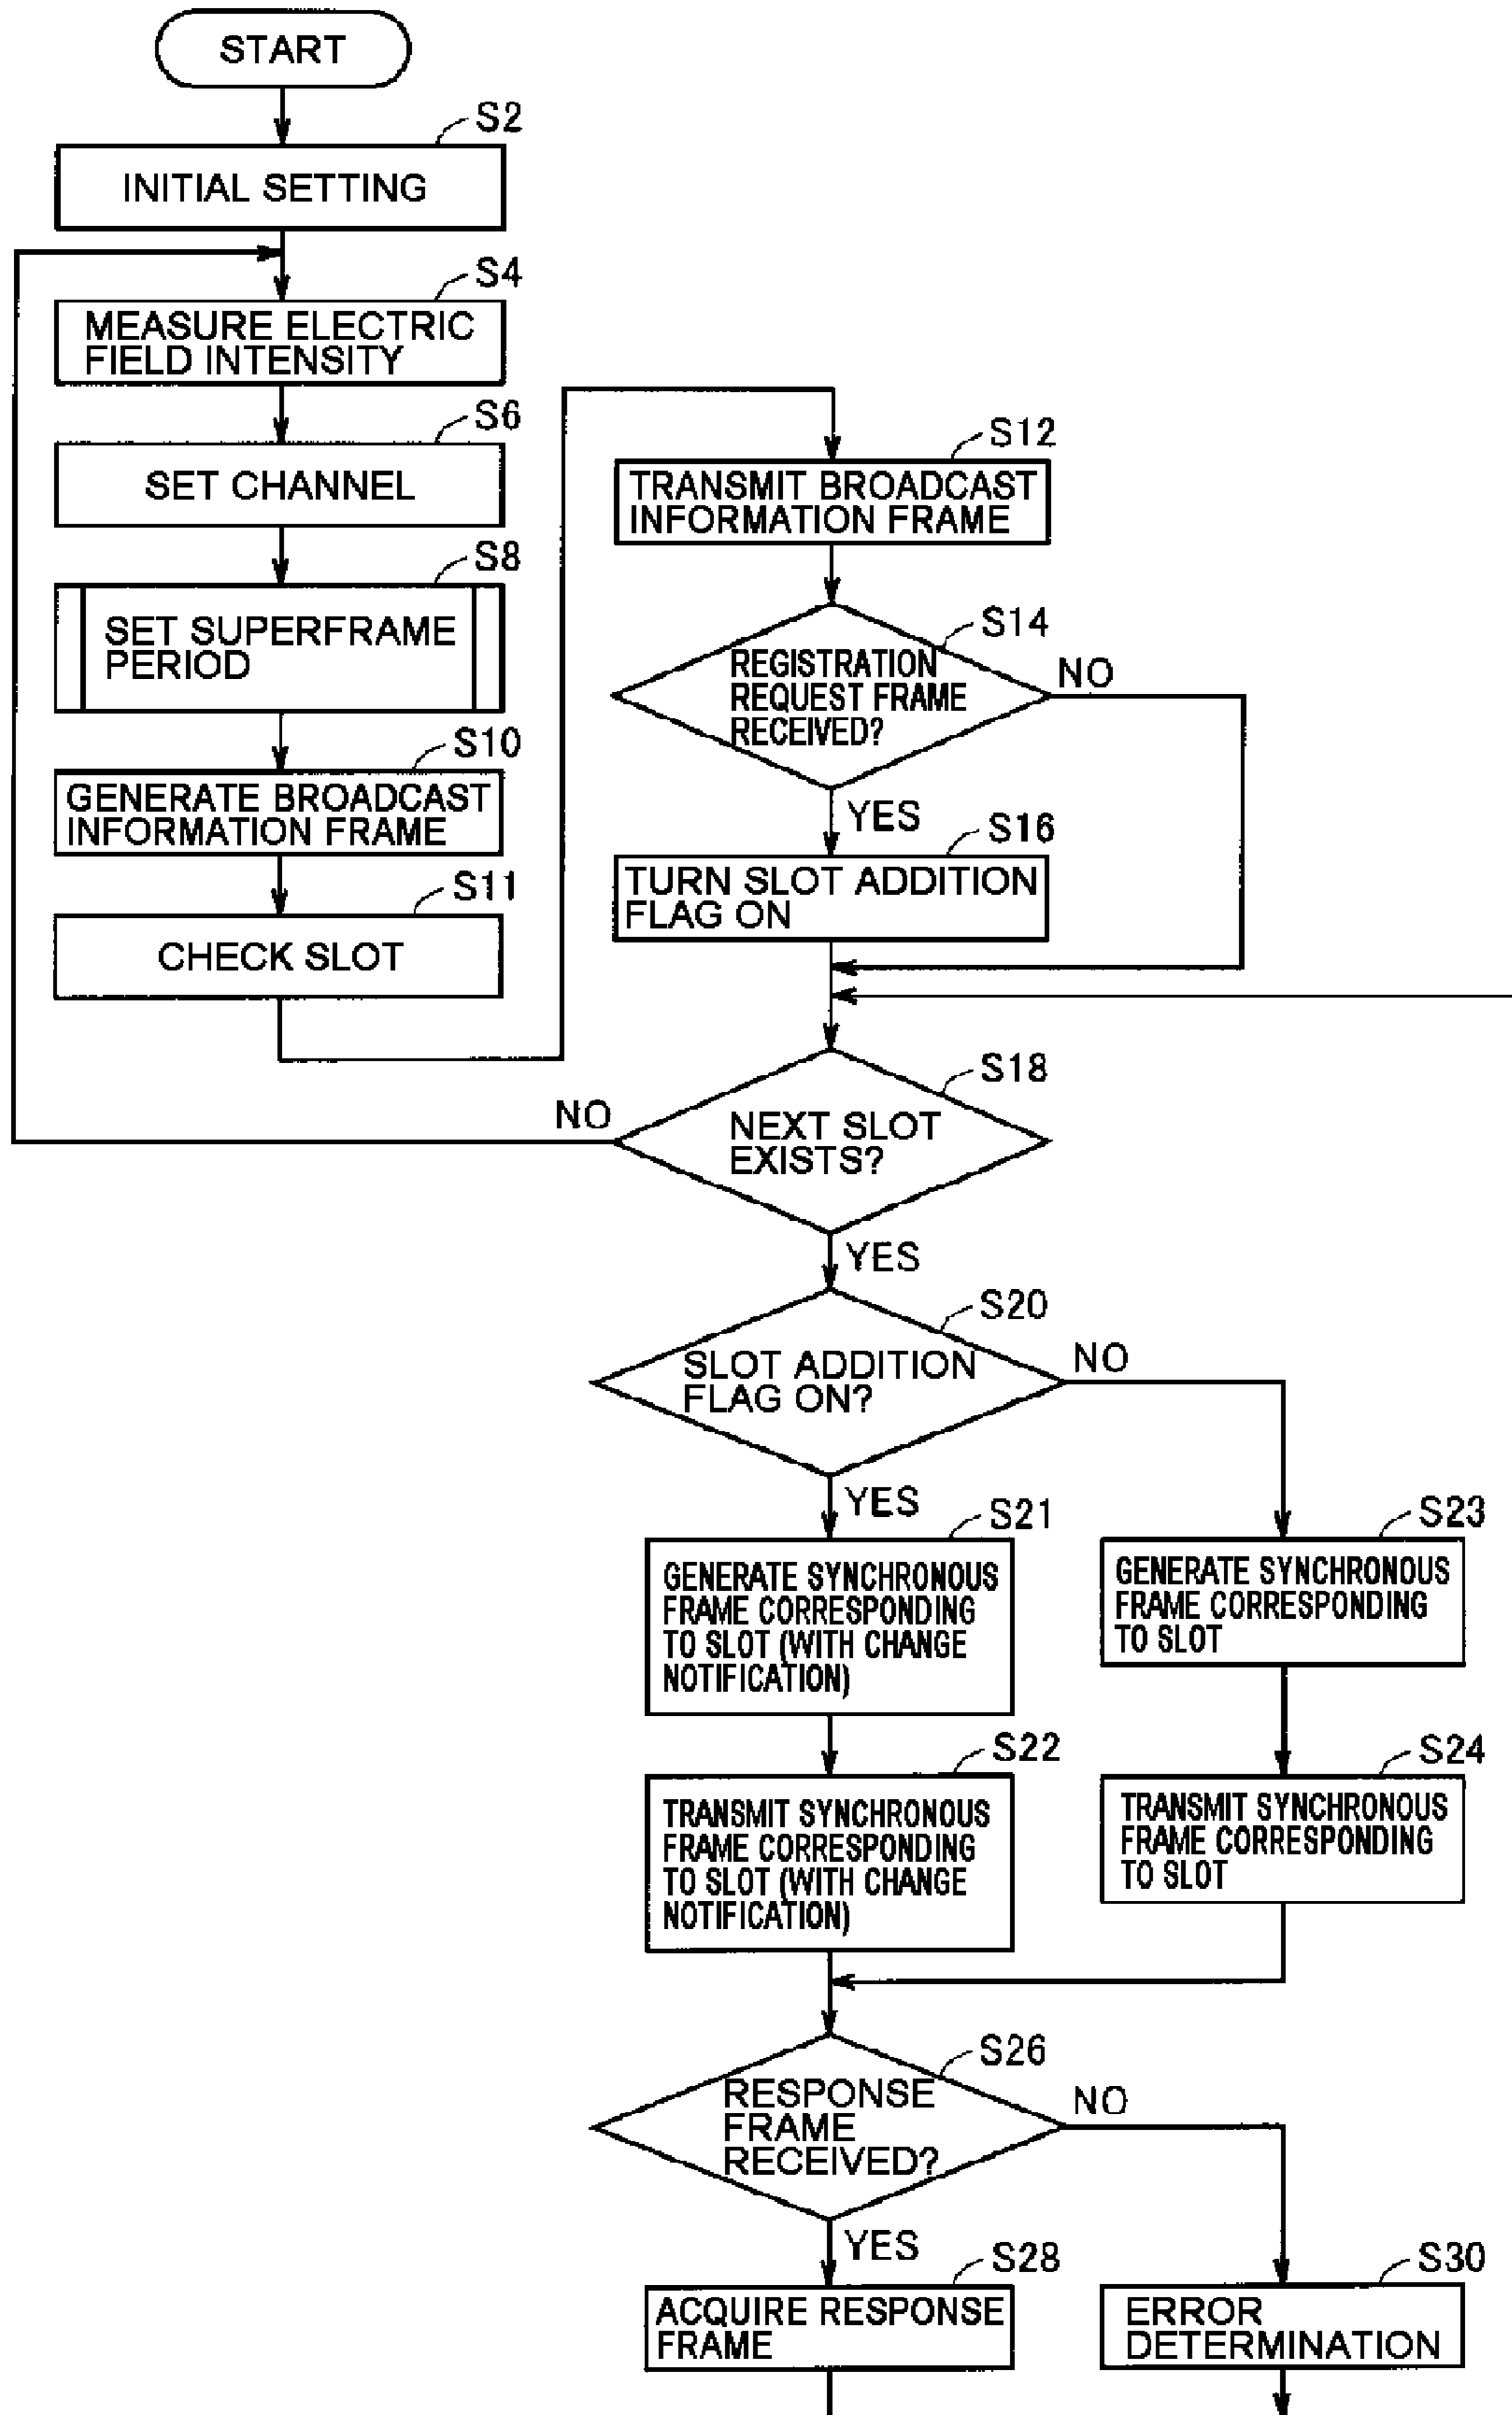 START
S2
INITIAL SETTING
S4
MEASURE ELECTRIC
FIELD INTENSITY
S6
SET CHANNEL
S8
SET SUPERFRAME
PERIOD
S10
GENERATE BROADCAST
INFORMATION FRAME
S11
CHECK SLOT
S12
TRANSMIT BROADCAST
INFORMATION FRAME
S14
REGISTRATION
REQUEST FRAME
RECEIVED?
NO
YES
S16
TURN SLOT ADDITION
FLAG ON
S18
NEXT SLOT
EXISTS?
NO
YES
S20
SLOT ADDITION
FLAG ON?
NO
YES
S21
GENERATE SYNCHRONOUS
FRAME CORRESPONDING
TO SLOT (WITH CHANGE
NOTIFICATION)
S23
GENERATE SYNCHRONOUS
FRAME CORRESPONDING
TO SLOT
S22
TRANSMIT SYNCHRONOUS
FRAME CORRESPONDING
TO SLOT (WITH CHANGE
NOTIFICATION)
S24
TRANSMIT SYNCHRONOUS
FRAME CORRESPONDING
TO SLOT
S26
RESPONSE
FRAME
RECEIVED?
NO
YES
S28
ACQUIRE RESPONSE
FRAME
S30
ERROR
DETERMINATION